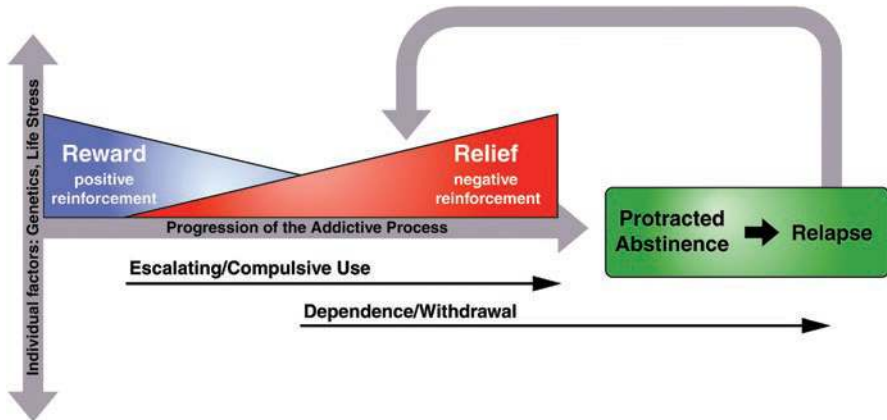 Individual factors: Genetics, Life Stress
Reward
positive
reinforcement
Relief
negative
reinforcement
Progression of the Addictive Process
Protracted
Abstinence
Relapse
Escalating/Compulsive Use
Dependence/Withdrawal